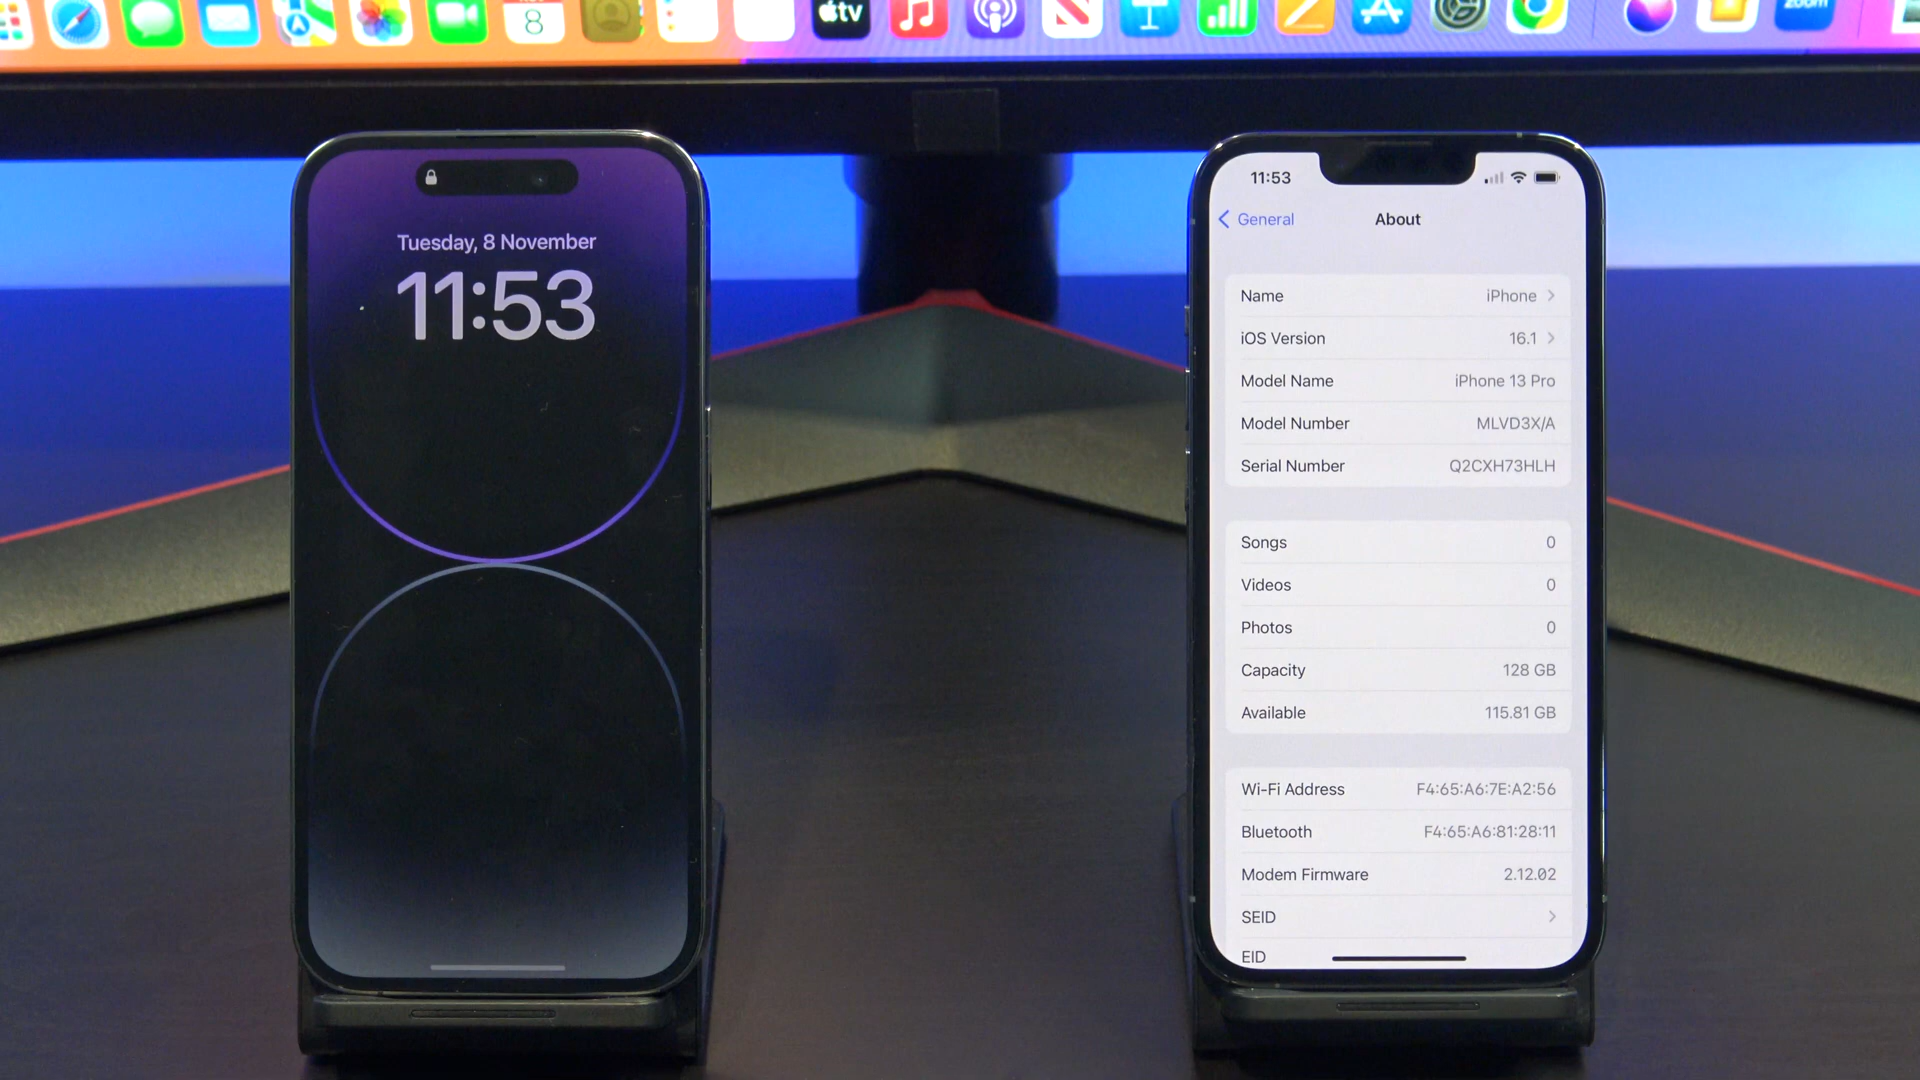 8
tv
zoom
Tuesday, 8 November
11:53
11:53
General
About
Name iPhone
iOS Version 16.1
Model Name iPhone 13 Pro
Model Number MLVD3X/A
Serial Number Q2CXH73HLH
Songs 0
Videos 0
Photos 0
Capacity 128 GB
Available 115.81 GB
Wi-Fi Address F4:65:A6:7E:A2:56
Bluetooth F4:65:A6:81:28:11
Modem Firmware 2.12.02
SEID
EID